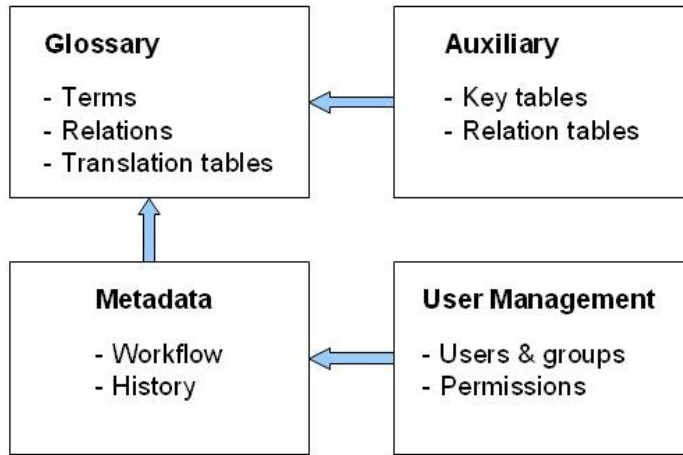 Glossary
- Terms
- Relations
- Translation tables
Auxiliary
- Key tables
- Relation tables
Metadata
- Workflow
- History
User Management
- Users & groups
- Permissions